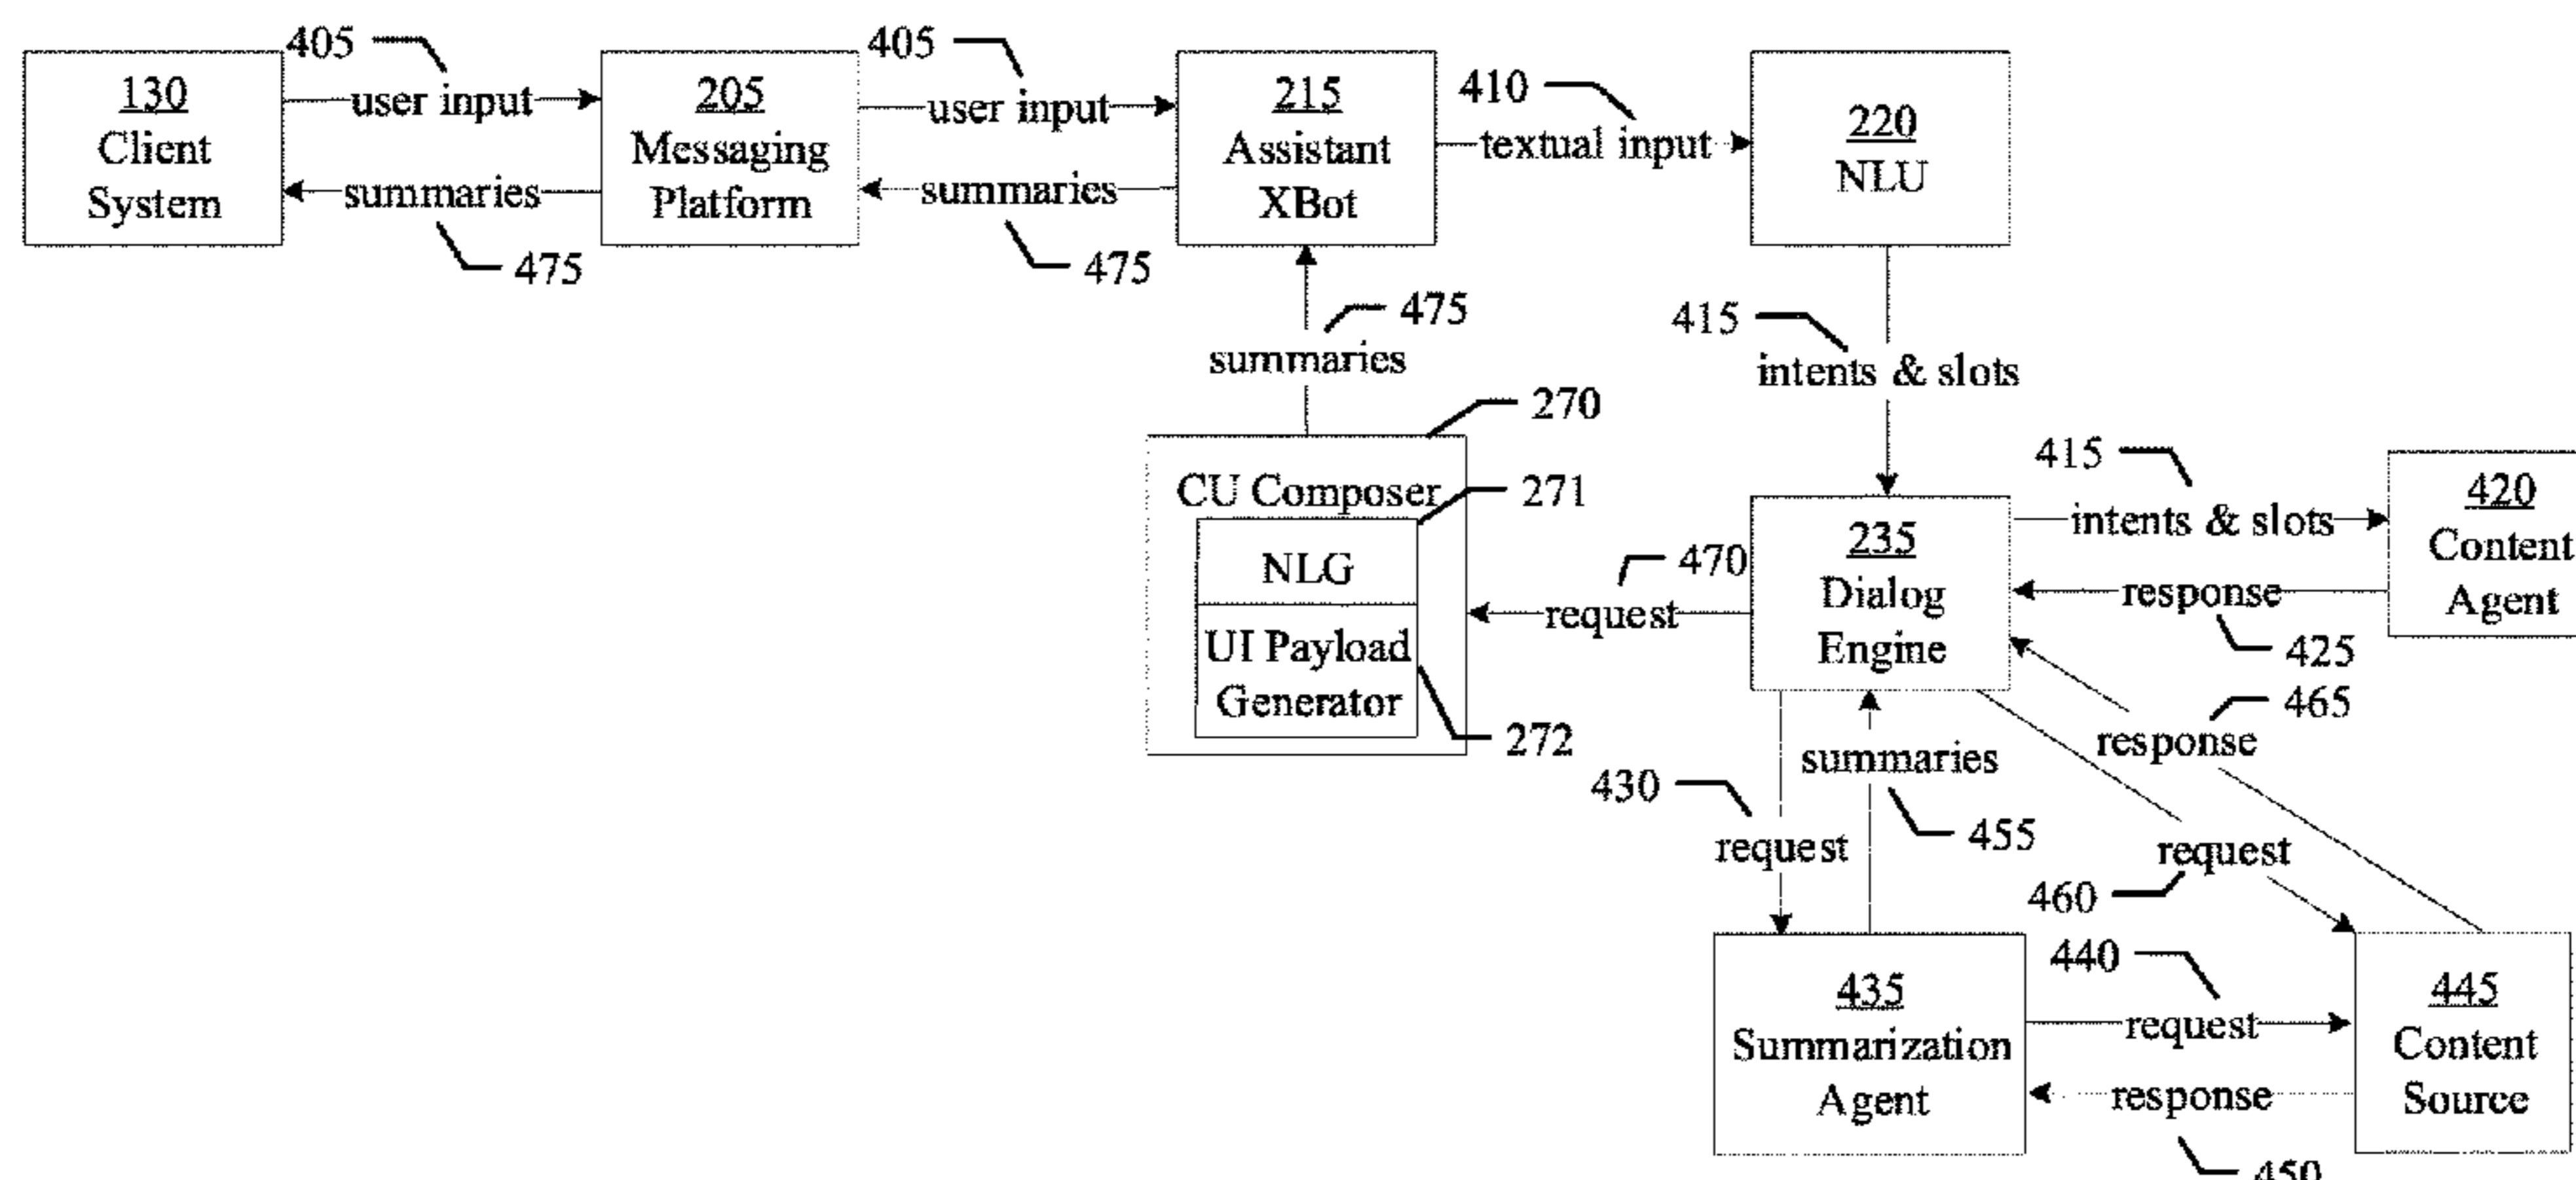 405
405
130
Client
System
user input
summaries
475
205
Messaging
Platform
user input
summaries
475
215
Assistant
XBot
410
textual input
220
NLU
475
summaries
415
intents & slots
270
CU Composer
271
NLG
UI Payload
Generator
272
470
request
235
Dialog
Engine
415
intents & slots
response
425
420
Content
Agent
465
response
summaries
455
430
request
request
460
435
Summarization
Agent
440
request
response
450
445
Content
Source